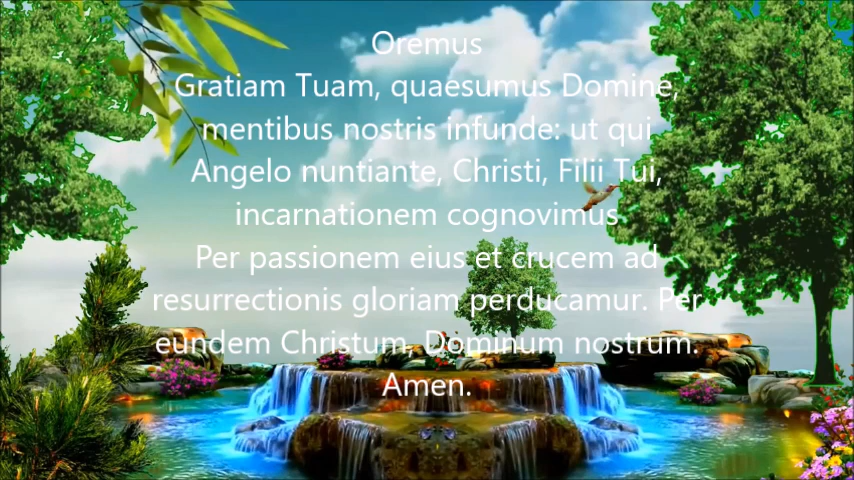 Oremus
Gratiam Tuam, quaesumus Domine,
mentibus nostris infunde: ut qui
Angelo nuntiante, Christi, Filii Tui,
incarnationem cognovimus
Per passionem eius et crucem ad
resurrectionis gloriam perducamur. Per
eundem Christum, Dominum nostrum.
Amen.